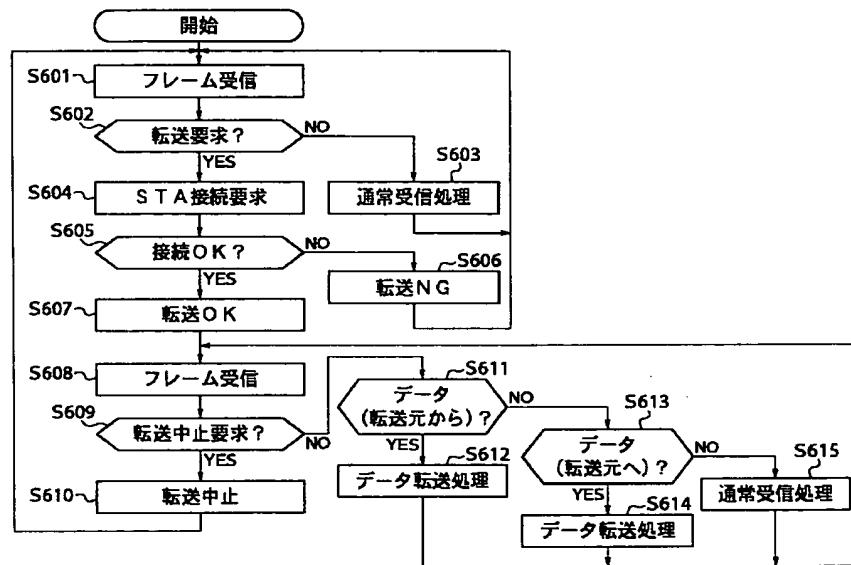 開始
S601
フレーム受信
S602
転送要求？
NO
YES
S603
通常受信処理
S604
ＳＴＡ接続要求
S605
接続ＯＫ？
NO
YES
S606
転送ＮＧ
S607
転送ＯＫ
S608
フレーム受信
S609
転送中止要求？
NO
YES
S610
転送中止
S611
データ
(転送元から)？
NO
YES
S612
データ転送処理
S613
データ
(転送元へ)？
NO
YES
S614
データ転送処理
S615
通常受信処理